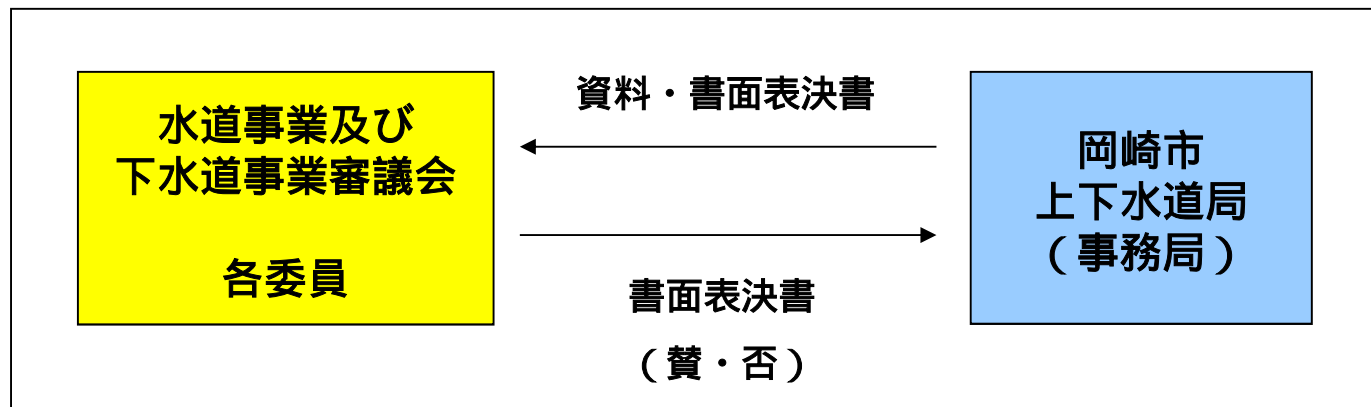 水道事業及び
下水道事業審議会
各委員
資料・書面表決書
書面表決書
（賛・否）
岡崎市
上下水道局
（事務局）